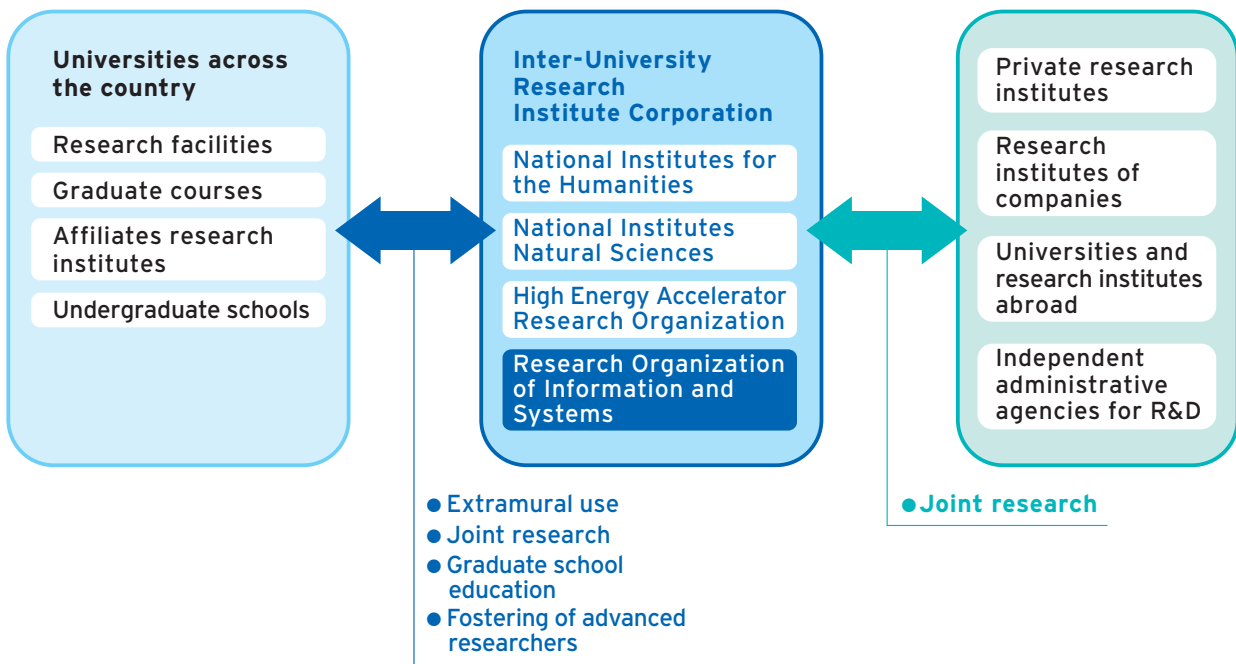 Universities across
the country
Research facilities
Graduate courses
Affiliates research
institutes
Undergraduate schools
Inter-University
Research
Institute Corporation
National Institutes for
the Humanities
National Institutes
Natural Sciences
High Energy Accelerator
Research Organization
Research Organization
of Information and
Systems
Private research
institutes
Research
institutes of
companies
Universities and
research institutes
abroad
Independent
administrative
agencies for R&D
● Extramural use
● Joint research
● Graduate school
education
● Fostering of advanced
researchers
● Joint research